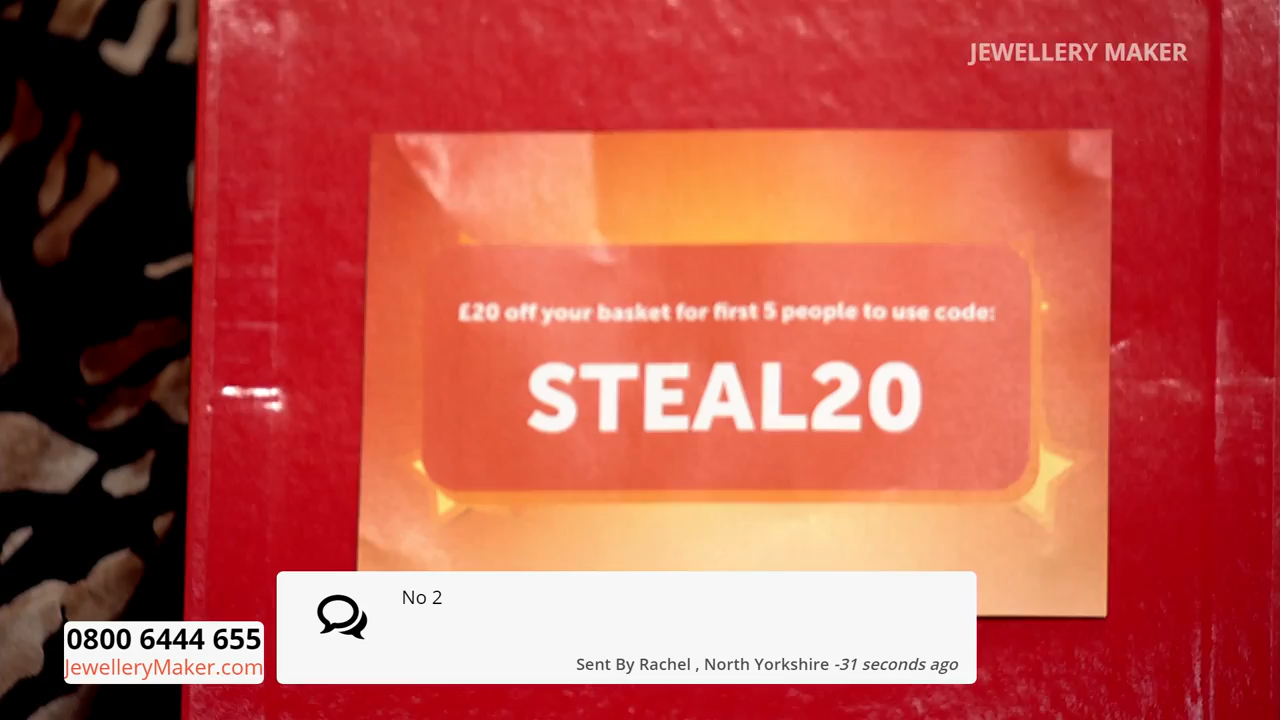 JEWELLERY MAKER
£20 off your basket for first 5 people to use code:
STEAL20
No 2
Sent By Rachel , North Yorkshire -31 seconds ago
0800 6444 655
JewelleryMaker.com